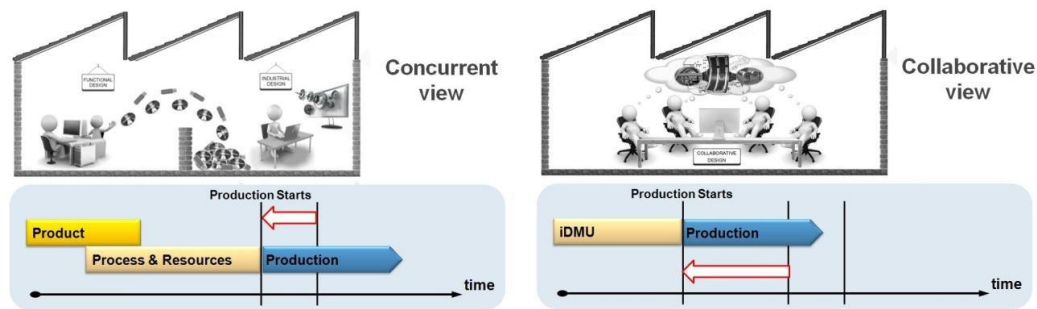 FUNCTIONAL
DESIGN
INDUSTRIAL
DESIGN
Concurrent
view
Production Starts
Product
Process & Resources
Production
time
COLLABORATIVE
DESIGN
Collaborative
view
Production Starts
iDMU
Production
time